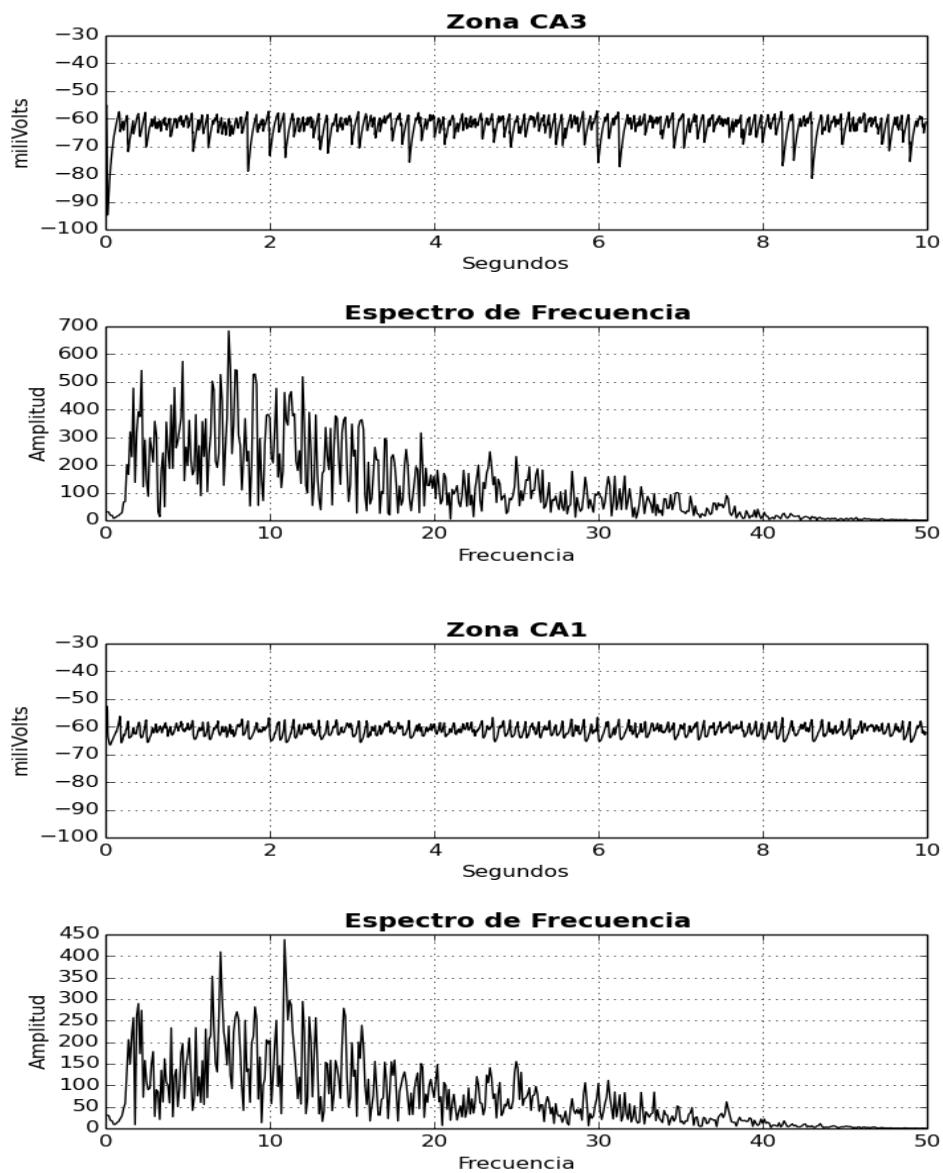 Zona CA3
−30
−40
−50
−60
−70
−80
−90
−100
miliVolts
0 2 4 6 8 10
Segundos
Espectro de Frecuencia
700
600
500
400
300
200
100
0
Amplitud
0 10 20 30 40 50
Frecuencia
Zona CA1
−30
−40
−50
−60
−70
−80
−90
−100
miliVolts
0 2 4 6 8 10
Segundos
Espectro de Frecuencia
450
400
350
300
250
200
150
100
50
0
Amplitud
0 10 20 30 40 50
Frecuencia